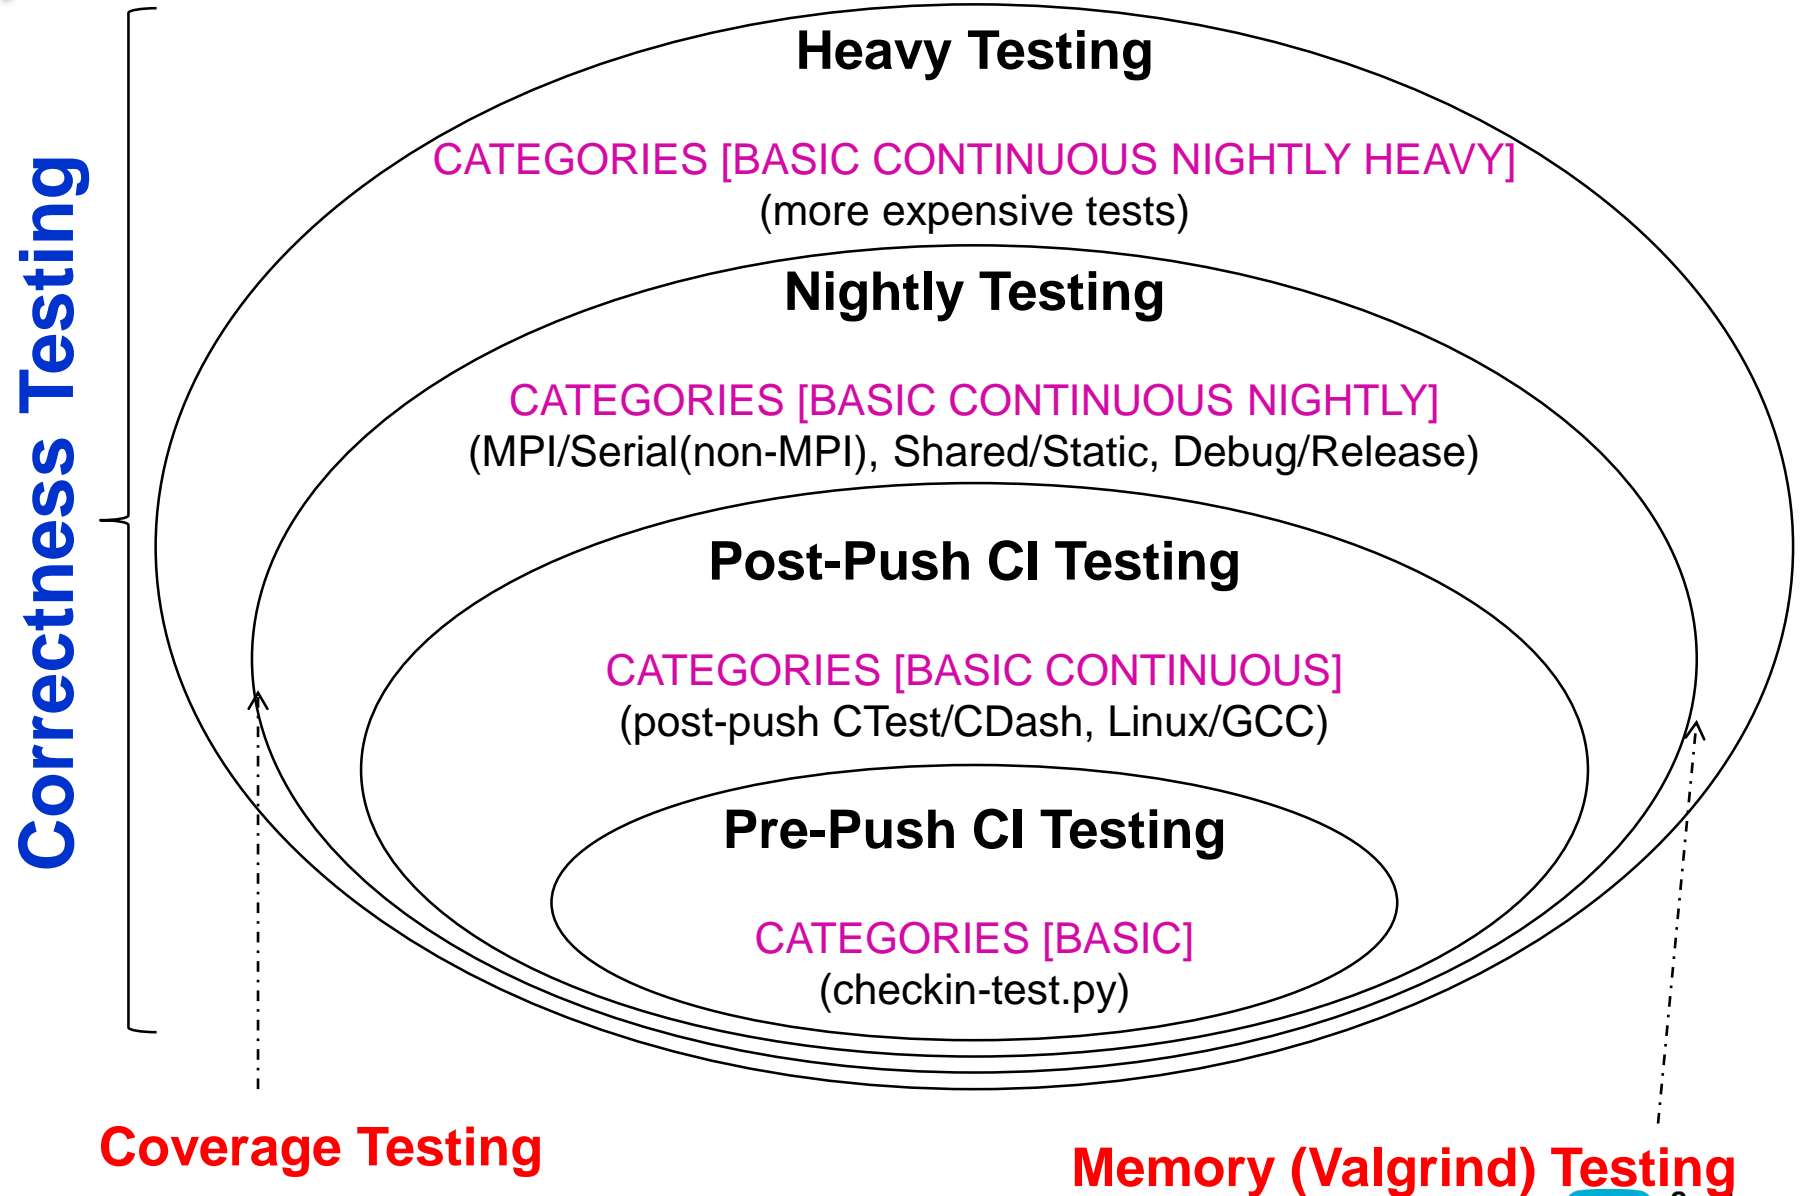 Correctness Testing
Heavy Testing
CATEGORIES [BASIC CONTINUOUS NIGHTLY HEAVY]
(more expensive tests)
Nightly Testing
CATEGORIES [BASIC CONTINUOUS NIGHTLY]
(MPI/Serial(non-MPI), Shared/Static, Debug/Release)
Post-Push CI Testing
CATEGORIES [BASIC CONTINUOUS]
(post-push CTest/CDash, Linux/GCC)
Pre-Push CI Testing
CATEGORIES [BASIC]
(checkin-test.py)
Coverage Testing
Memory (Valgrind) Testing